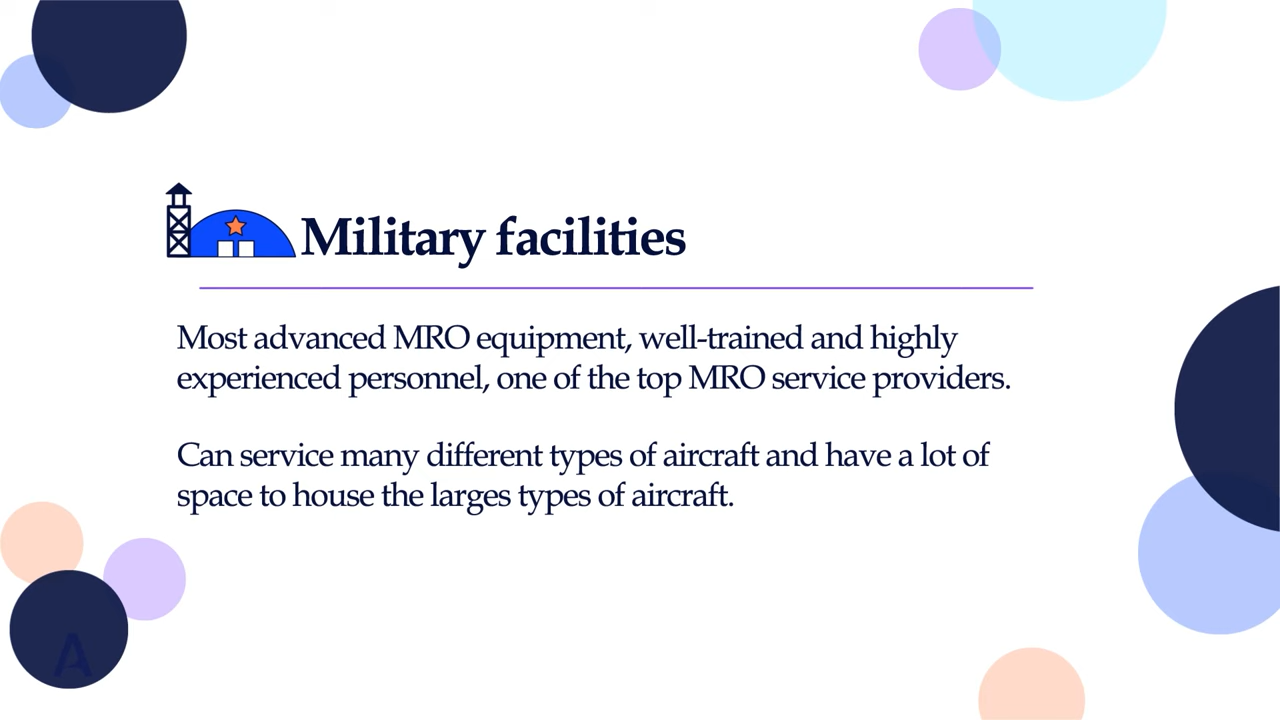 Military facilities
Most advanced MRO equipment, well-trained and highly
experienced personnel, one of the top MRO service providers.
Can service many different types of aircraft and have a lot of
space to house the larges types of aircraft.
A